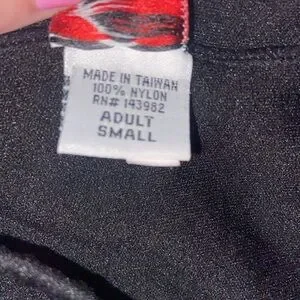 MADE IN TAIWAN
100% NYLON
RN# 143982
ADULT
SMALL